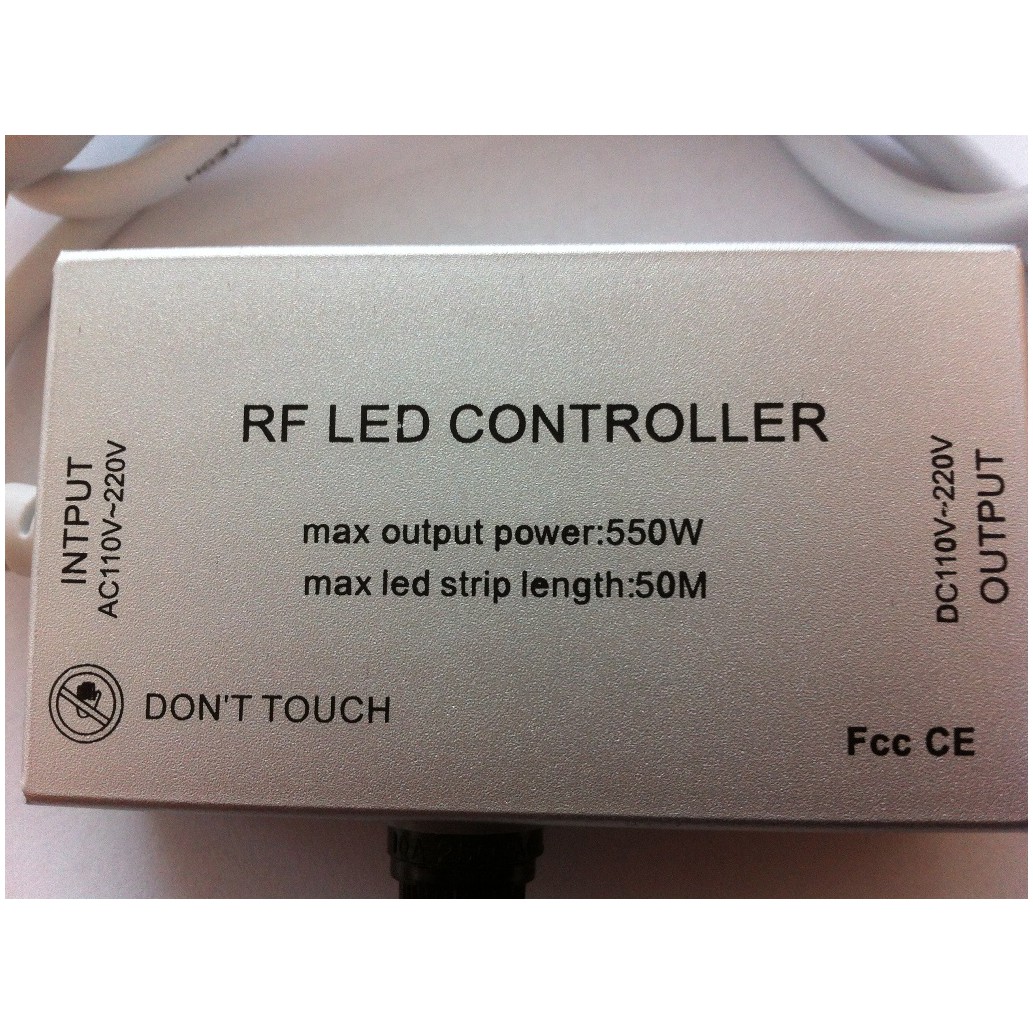 H03V
RF LED CONTROLLER
INTPUT
AC110V~220V
max output power:550W
max led strip length:50M
DC110V~220V
OUTPUT
DON'T TOUCH
Fcc CE